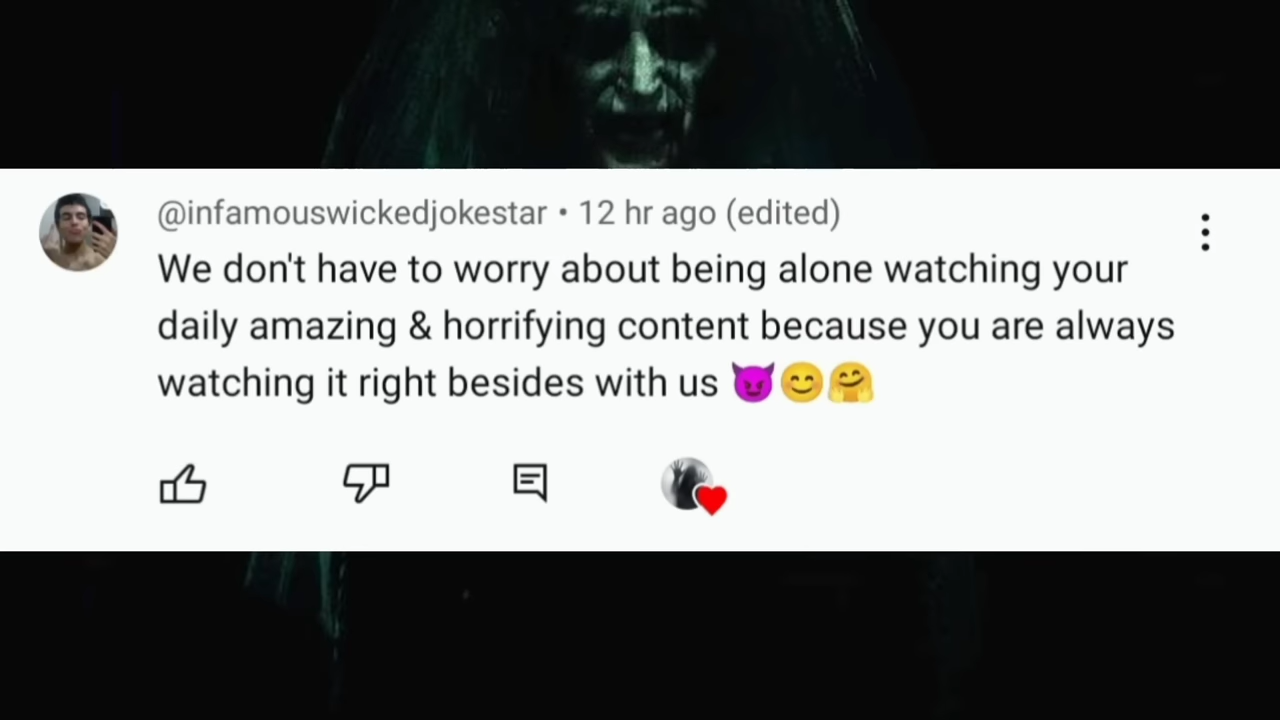 @infamouswickedjokestar • 12 hr ago (edited)
We don't have to worry about being alone watching your
daily amazing & horrifying content because you are always
watching it right besides with us 😈😊🤗